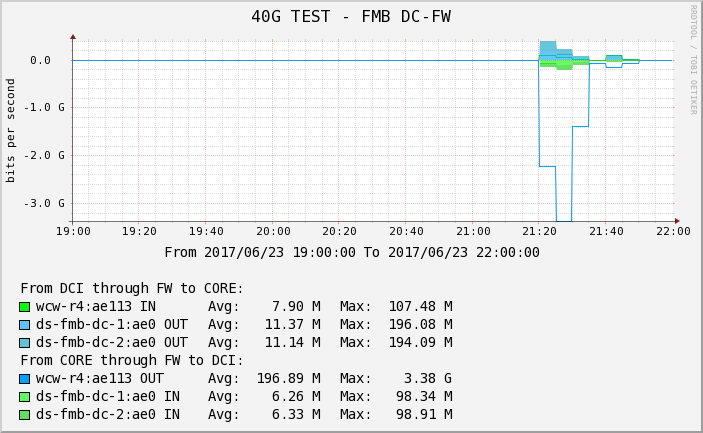 40G TEST - FMB DC-FW
RRDTOOL / TOBI OETIKER
bits per second
0.0
-1.0 G
-2.0 G
-3.0 G
19:00 19:20 19:40 20:00 20:20 20:40 21:00 21:20 21:40 22:00
From 2017/06/23 19:00:00 To 2017/06/23 22:00:00
From DCI through FW to CORE:
wcw-r4:ae113 IN Avg: 7.90 M Max: 107.48 M
ds-fmb-dc-1:ae0 OUT Avg: 11.37 M Max: 196.08 M
ds-fmb-dc-2:ae0 OUT Avg: 11.14 M Max: 194.09 M
From CORE through FW to DCI:
wcw-r4:ae113 OUT Avg: 196.89 M Max: 3.38 G
ds-fmb-dc-1:ae0 IN Avg: 6.26 M Max: 98.34 M
ds-fmb-dc-2:ae0 IN Avg: 6.33 M Max: 98.91 M